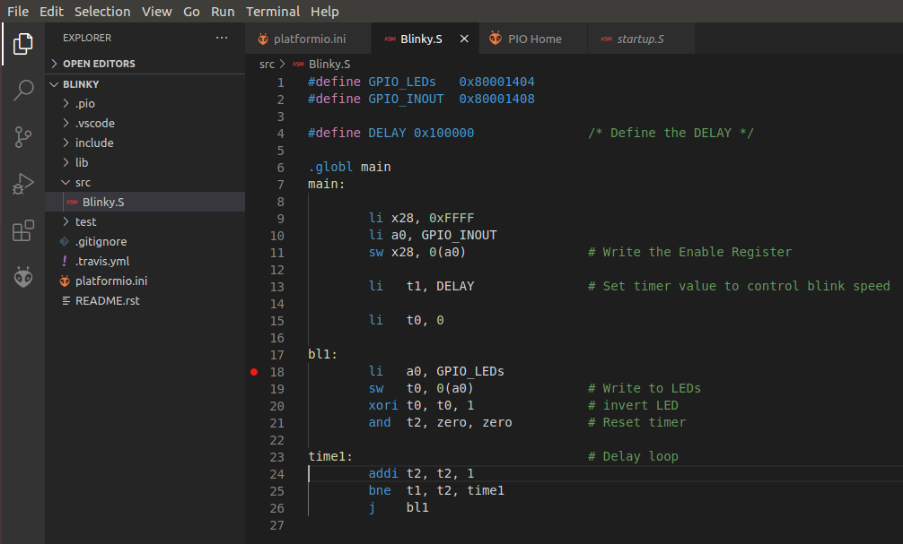 File Edit Selection View Go Run Terminal Help
EXPLORER ...
platformio.ini
ASM Blinky.S ×
PIO Home
ASM startup.S
> OPEN EDITORS
BLINKY
> .pio
> .vscode
> include
> lib
src
ASM Blinky.S
> test
.gitignore
! .travis.yml
platformio.ini
README.rst
src > ASM Blinky.S
1 #define GPIO_LEDs 0x80001404
2 #define GPIO_INOUT 0x80001408
3
4 #define DELAY 0x100000 /* Define the DELAY */
5
6 .globl main
7 main:
8
9 li x28, 0xFFFF
10 li a0, GPIO_INOUT
11 sw x28, 0(a0) # Write the Enable Register
12
13 li t1, DELAY # Set timer value to control blink speed
14
15 li t0, 0
16
17 bl1:
18 li a0, GPIO_LEDs
19 sw t0, 0(a0) # Write to LEDs
20 xori t0, t0, 1 # invert LED
21 and t2, zero, zero # Reset timer
22
23 time1: # Delay loop
24 addi t2, t2, 1
25 bne t1, t2, time1
26 j bl1
27